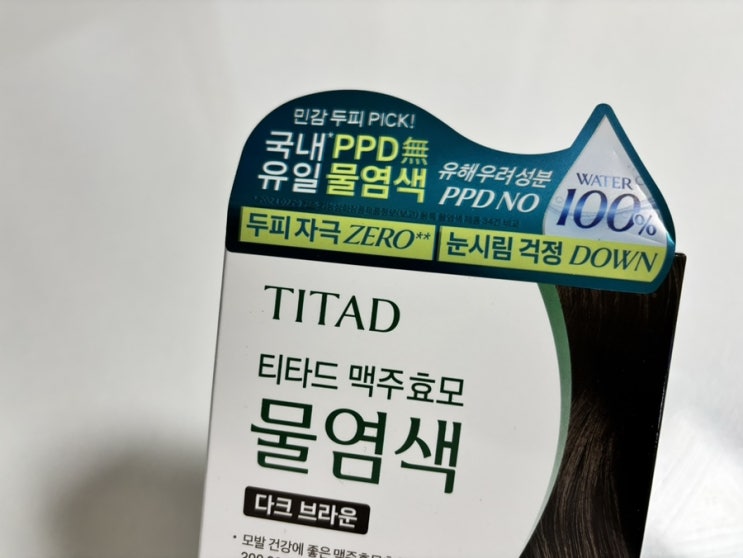 민감 두피 PICK!
국내* PPD無
유일 물염색
유해우려성분
PPD NO
WATER
100%
두피 자극 ZERO**
눈시림 걱정 DOWN
TITAD
티타드 맥주효모
물염색
다크 브라운
* 모발 건강에 좋은 맥주효모